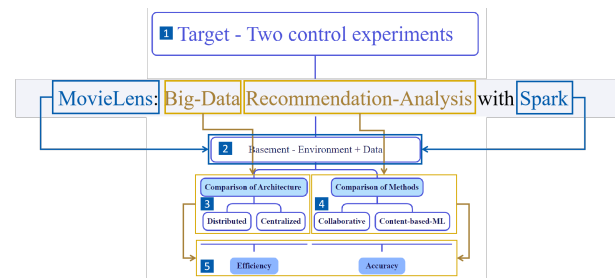 1 Target - Two control experiments
MovieLens: Big-Data Recommendation-Analysis with Spark
2 Basement - Environment + Data
Comparison of Architecture
Comparison of Methods
3
4
Distributed
Centralized
Collaborative
Content-based-ML
5
Efficiency
Accuracy